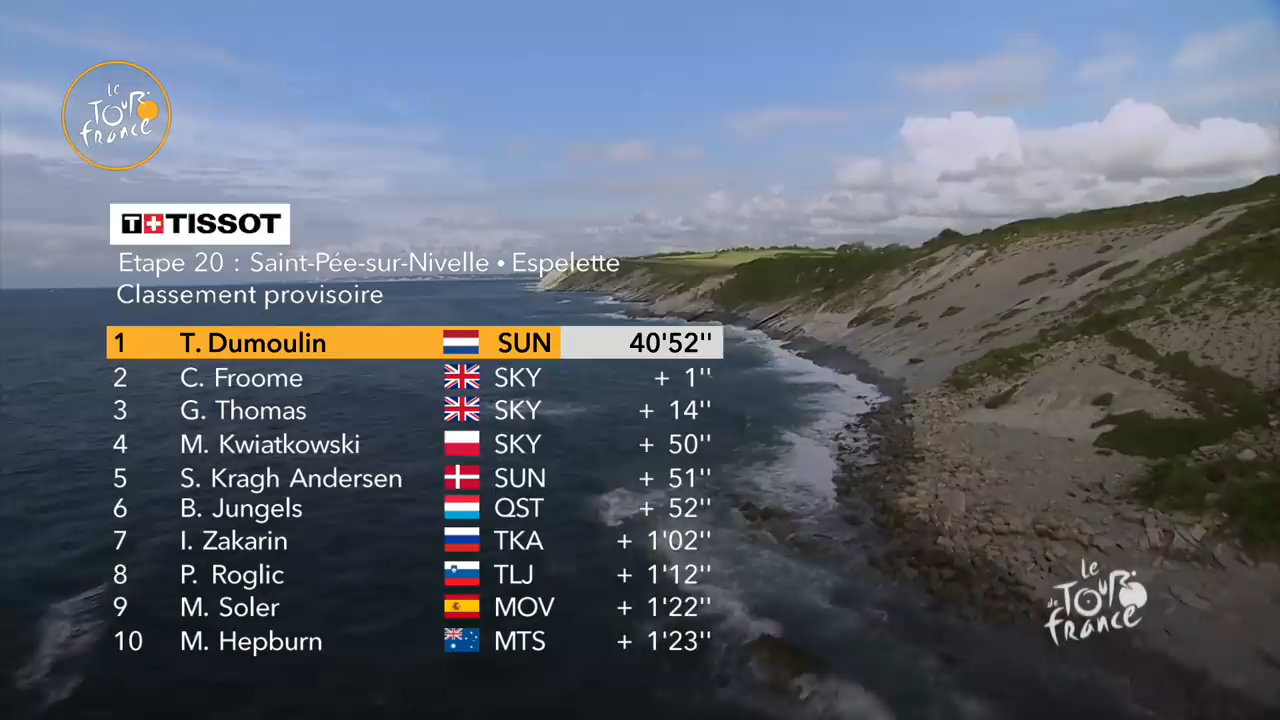 Le
TOUR
france
T+TISSOT
Etape 20 : Saint-Pée-sur-Nivelle • Espelette
Classement provisoire
1 T. Dumoulin SUN 40'52''
2 C. Froome SKY + 1''
3 G. Thomas SKY + 14''
4 M. Kwiatkowski SKY + 50''
5 S. Kragh Andersen SUN + 51''
6 B. Jungels QST + 52''
7 I. Zakarin TKA + 1'02''
8 P. Roglic TLJ + 1'12''
9 M. Soler MOV + 1'22''
10 M. Hepburn MTS + 1'23''
Le
TOUR
de
france